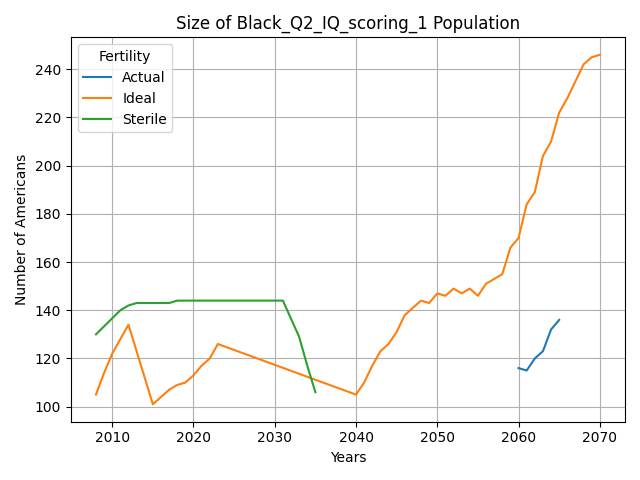 Size of Black_Q2_IQ_scoring_1 Population
Fertility
Actual
Ideal
Sterile
Number of Americans
240
220
200
180
160
140
120
100
2010 2020 2030 2040 2050 2060 2070
Years